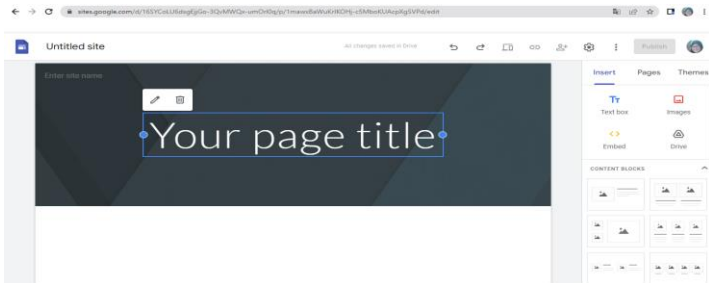 Untitled site
All changes saved in Drive
Publish
Enter site name
Your page title
Insert Pages Themes
Tт Text box
Images
<> Embed
Drive
CONTENT BLOCKS